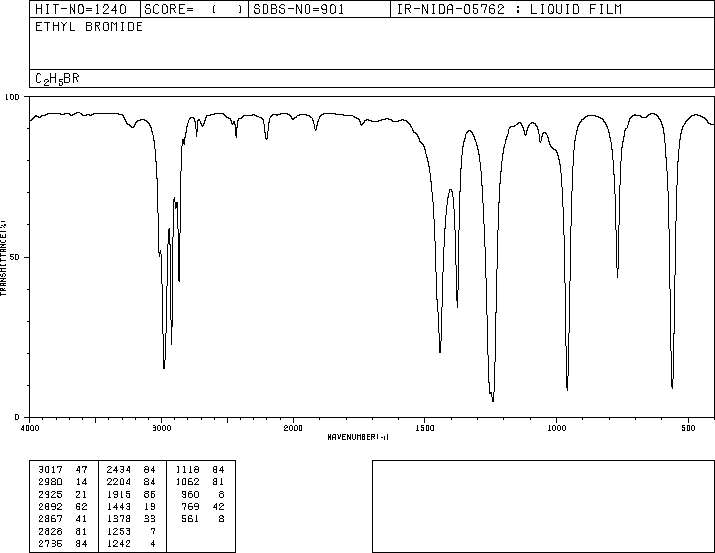 HIT-NO=1240 SCORE= ( ) SDBS-NO=901 IR-NIDA-05762 : LIQUID FILM
ETHYL BROMIDE
C2H5BR
100
50
0
TRANSMITTANCE(%)
4000 3000 2000 1500 1000 500
WAVENUMBER(-1)
3017 47 2434 84 1118 84
2980 14 2204 84 1062 81
2925 21 1915 86 960 8
2892 62 1443 19 769 42
2867 41 1378 33 561 8
2828 81 1253 7
2735 84 1242 4